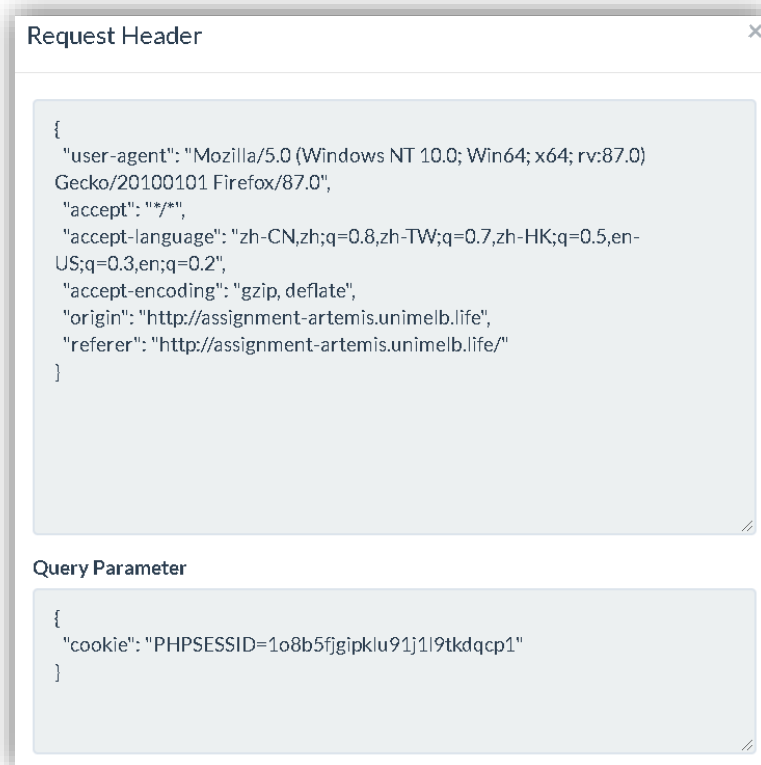 Request Header
×
{
"user-agent": "Mozilla/5.0 (Windows NT 10.0; Win64; x64; rv:87.0)
Gecko/20100101 Firefox/87.0",
"accept": "*/*",
"accept-language": "zh-CN,zh;q=0.8,zh-TW;q=0.7,zh-HK;q=0.5,en-
US;q=0.3,en;q=0.2",
"accept-encoding": "gzip, deflate",
"origin": "http://assignment-artemis.unimelb.life",
"referer": "http://assignment-artemis.unimelb.life/"
}
Query Parameter
{
"cookie": "PHPSESSID=1o8b5fjgipklu91j1l9tkdqcp1"
}